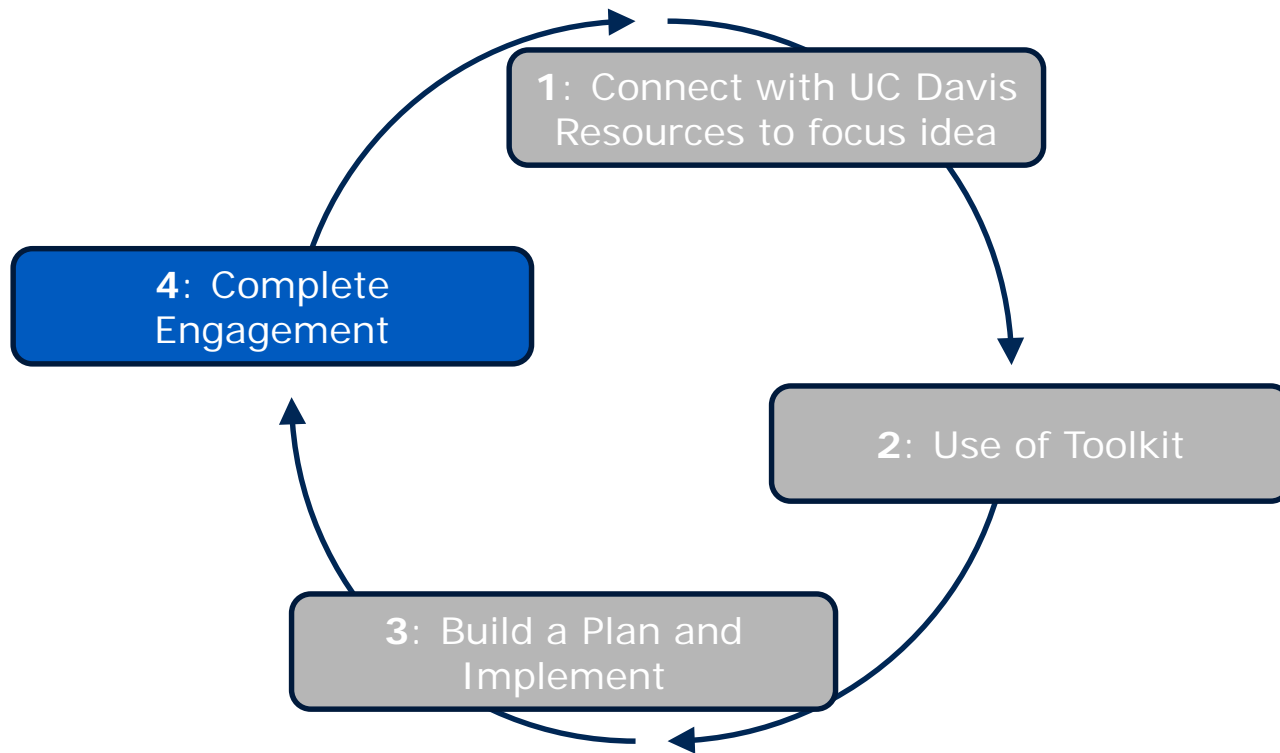 1: Connect with UC Davis
Resources to focus idea
4: Complete
Engagement
2: Use of Toolkit
3: Build a Plan and
Implement